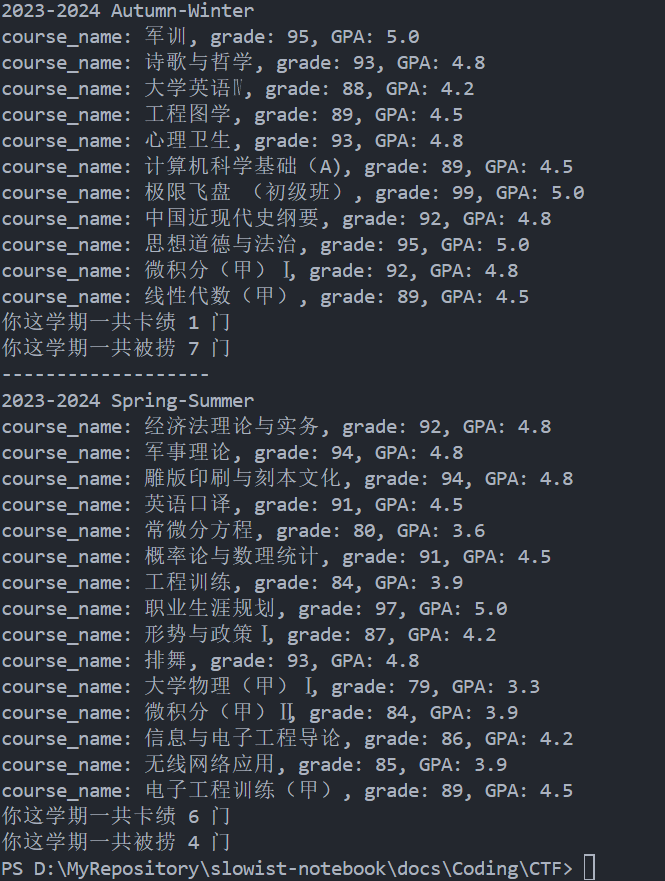 2023-2024 Autumn-Winter
course_name: 军训, grade: 95, GPA: 5.0
course_name: 诗歌与哲学, grade: 93, GPA: 4.8
course_name: 大学英语Ⅳ, grade: 88, GPA: 4.2
course_name: 工程图学, grade: 89, GPA: 4.5
course_name: 心理卫生, grade: 93, GPA: 4.8
course_name: 计算机科学基础（A), grade: 89, GPA: 4.5
course_name: 极限飞盘 （初级班）, grade: 99, GPA: 5.0
course_name: 中国近现代史纲要, grade: 92, GPA: 4.8
course_name: 思想道德与法治, grade: 95, GPA: 5.0
course_name: 微积分（甲）Ⅰ, grade: 92, GPA: 4.8
course_name: 线性代数（甲）, grade: 89, GPA: 4.5
你这学期一共卡绩 1 门
你这学期一共被捞 7 门
-------------------
2023-2024 Spring-Summer
course_name: 经济法理论与实务, grade: 92, GPA: 4.8
course_name: 军事理论, grade: 94, GPA: 4.8
course_name: 雕版印刷与刻本文化, grade: 94, GPA: 4.8
course_name: 英语口译, grade: 91, GPA: 4.5
course_name: 常微分方程, grade: 80, GPA: 3.6
course_name: 概率论与数理统计, grade: 91, GPA: 4.5
course_name: 工程训练, grade: 84, GPA: 3.9
course_name: 职业生涯规划, grade: 97, GPA: 5.0
course_name: 形势与政策Ⅰ, grade: 87, GPA: 4.2
course_name: 排舞, grade: 93, GPA: 4.8
course_name: 大学物理（甲）Ⅰ, grade: 79, GPA: 3.3
course_name: 微积分（甲）Ⅱ, grade: 84, GPA: 3.9
course_name: 信息与电子工程导论, grade: 86, GPA: 4.2
course_name: 无线网络应用, grade: 85, GPA: 3.9
course_name: 电子工程训练（甲）, grade: 89, GPA: 4.5
你这学期一共卡绩 6 门
你这学期一共被捞 4 门
PS D:\MyRepository\slowist-notebook\docs\Coding\CTF>